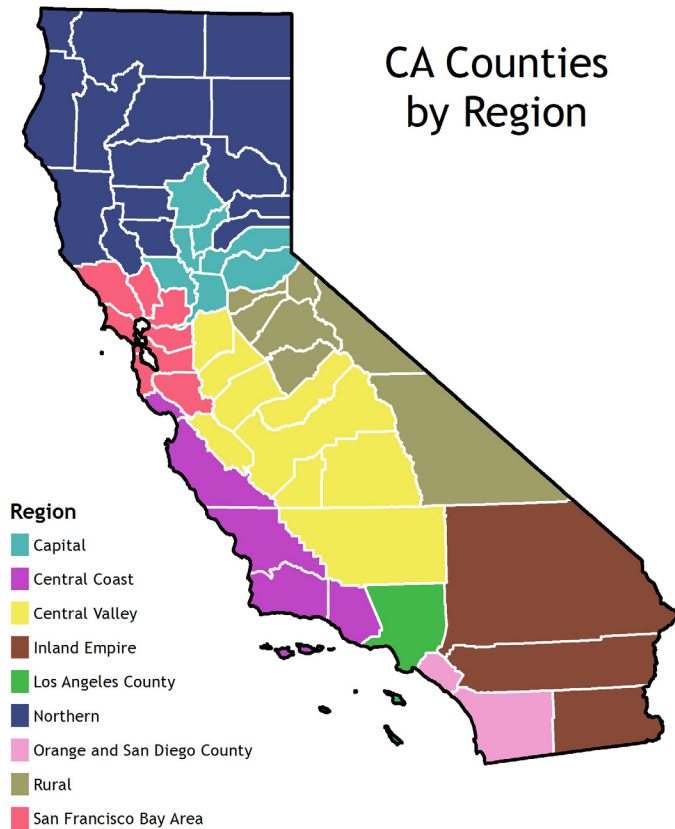 CA Counties
by Region
Region
Capital
Central Coast
Central Valley
Inland Empire
Los Angeles County
Northern
Orange and San Diego County
Rural
San Francisco Bay Area